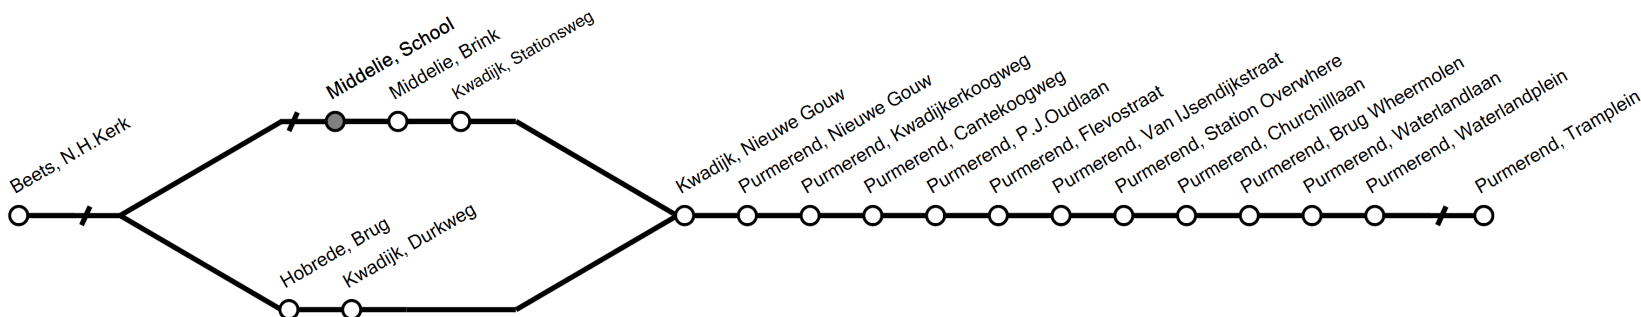 Beets, N.H.Kerk
Middelie, School
Middelie, Brink
Kwadijk, Stationsweg
Hobrede, Brug
Kwadijk, Durkweg
Kwadijk, Nieuwe Gouw
Purmerend, Nieuwe Gouw
Purmerend, Kwadijkerkoogweg
Purmerend, Cantekoogweg
Purmerend, P.J.Oudlaan
Purmerend, Flevostraat
Purmerend, Van IJsendijkstraat
Purmerend, Station Overwhere
Purmerend, Churchilllaan
Purmerend, Brug Wheermolen
Purmerend, Waterlandlaan
Purmerend, Waterlandplein
Purmerend, Tramplein